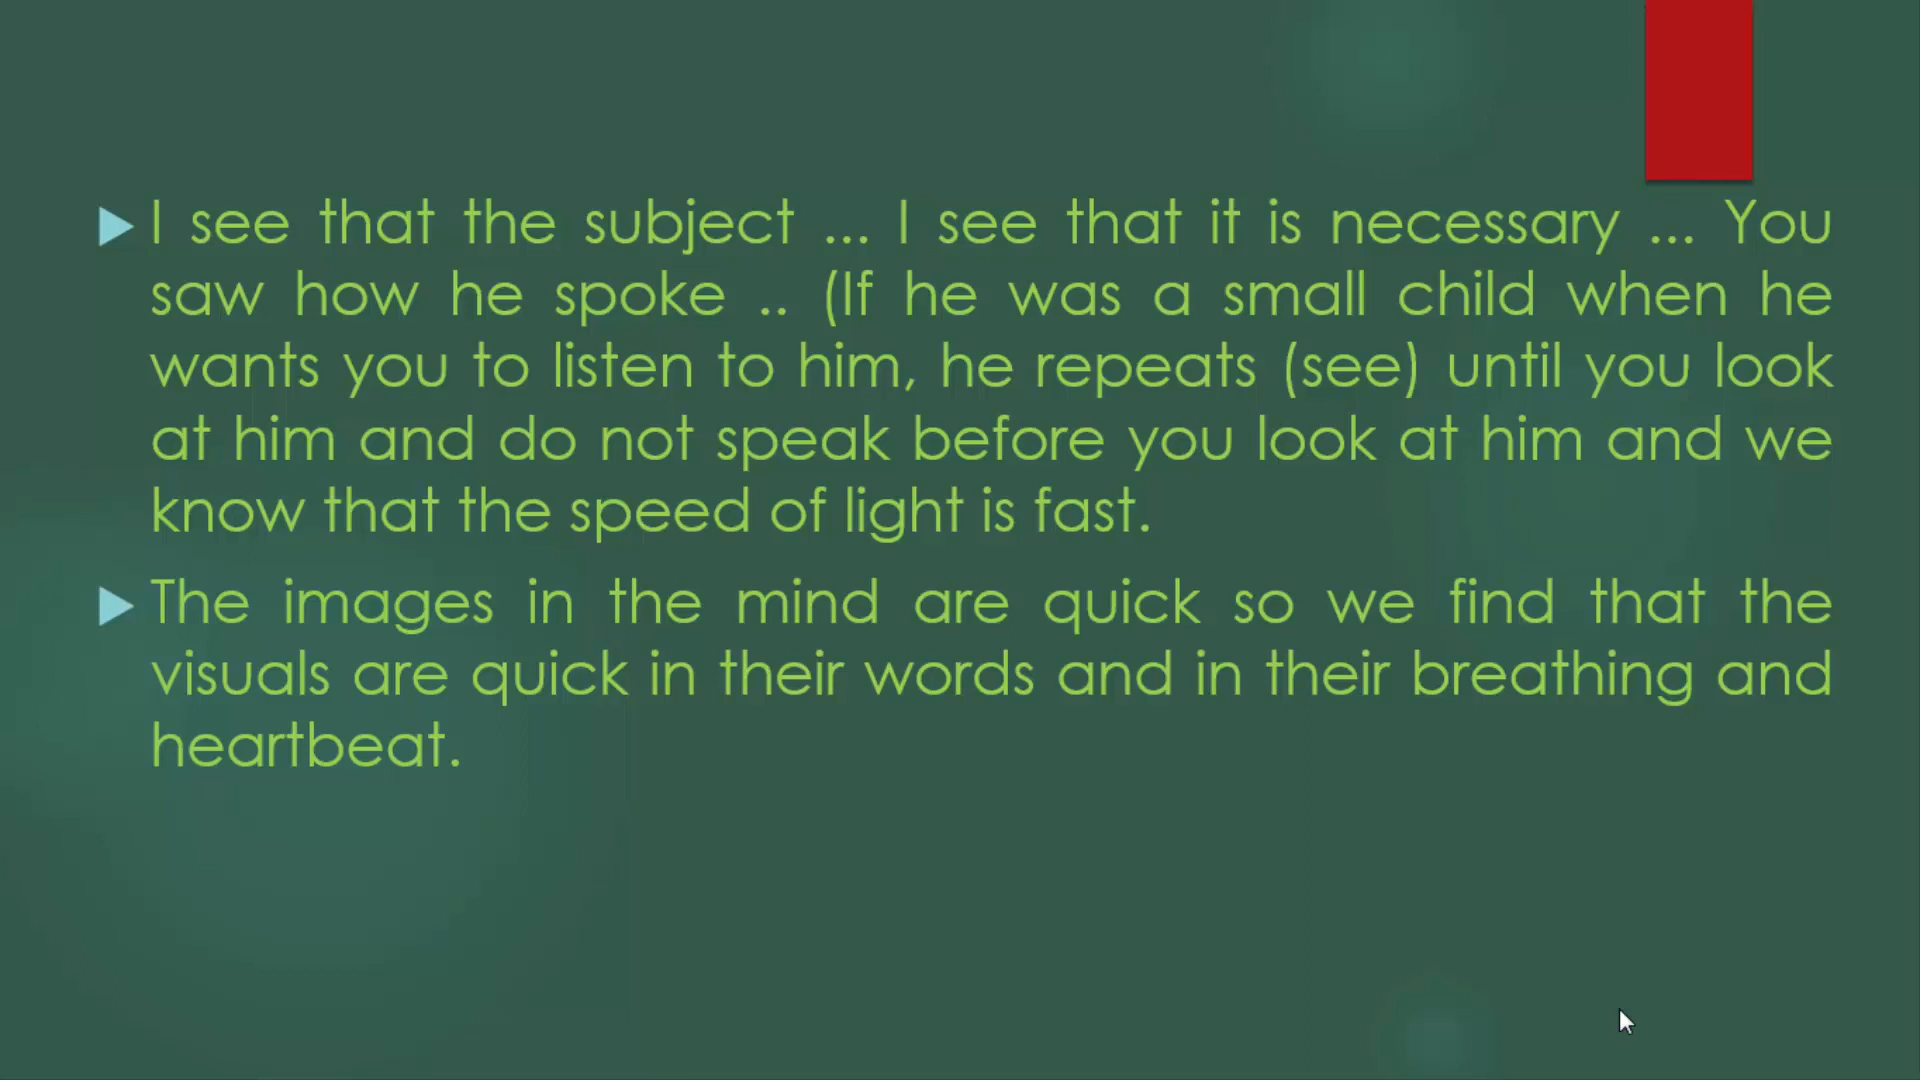 I see that the subject ... I see that it is necessary ... You
saw how he spoke .. (If he was a small child when he
wants you to listen to him, he repeats (see) until you look
at him and do not speak before you look at him and we
know that the speed of light is fast.
The images in the mind are quick so we find that the
visuals are quick in their words and in their breathing and
heartbeat.